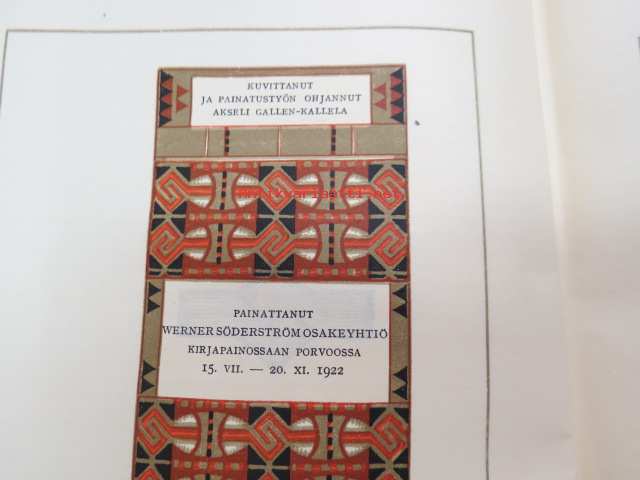 KUVITTANUT
JA PAINATUSTYÖN OHJANNUT
AKSELI GALLEN-KALLELA
PAINATTANUT
WERNER SÖDERSTRÖM OSAKEYHTIÖ
KIRJAPAINOSSAAN PORVOOSSA
15. VII. — 20. XI. 1922